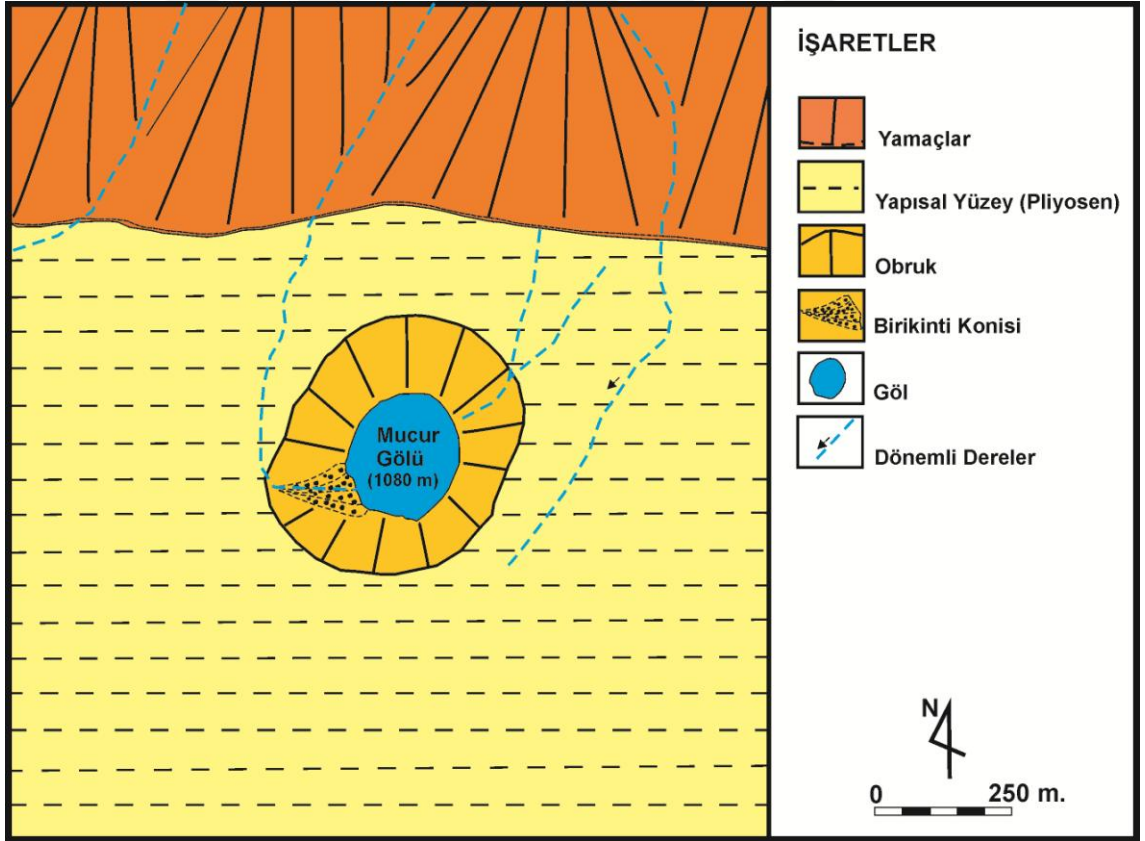 İŞARETLER
Yamaçlar
Yapısal Yüzey (Pliyosen)
Obruk
Birikinti Konisi
Göl
Dönemli Dereler
Mucur
Gölü
(1080 m)
N
0 250 m.